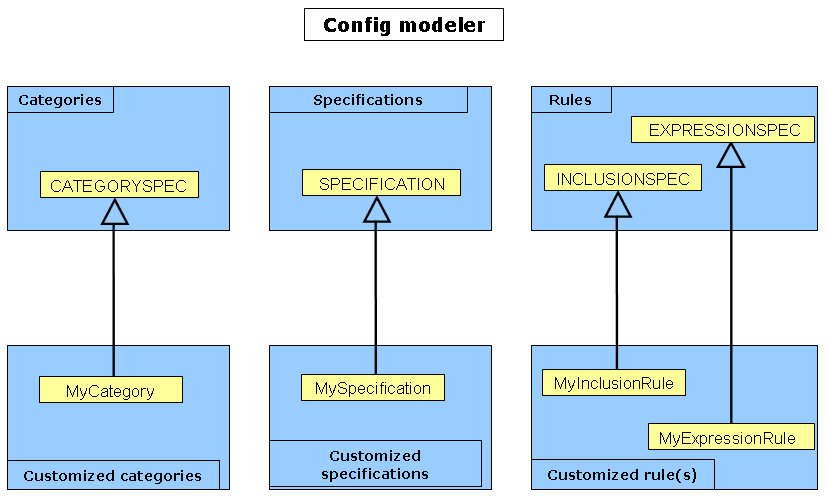 Config modeler
Categories
Specifications
Rules
EXPRESSIONSPEC
CATEGORYSPEC
SPECIFICATION
INCLUSIONSPEC
MyCategory
MySpecification
MyInclusionRule
MyExpressionRule
Customized categories
Customized
specifications
Customized rule(s)